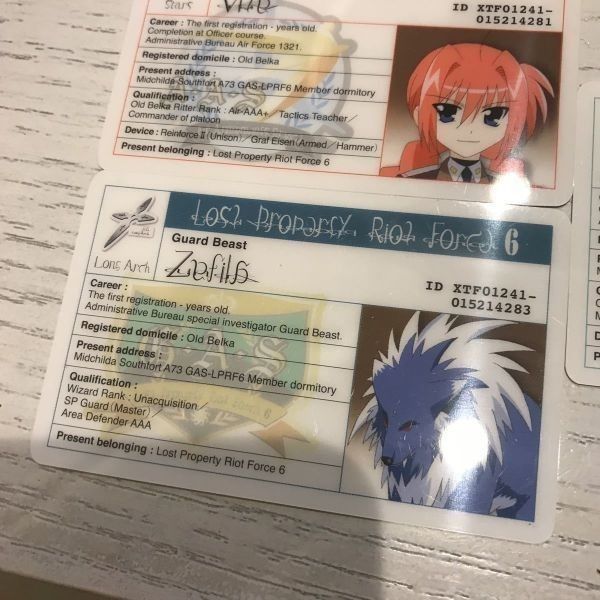 Stars
Vita
ID XTF01241-
015214281
Career : The first registration - years old.
Completion at Officer course.
Administrative Bureau Air Force 1321.
Registered domicile : Old Belka
Present address :
Midchilda Southfort A73 GAS-LPRF6 Member dormitory
Qualification :
Old Belka Ritter Rank : Air-AAA+／Tactics Teacher／
Commander of platoon
Device : Reinforce Ⅱ (Unison)／Graf Eisen (Armed／Hammer)
Present belonging : Lost Property Riot Force 6
Lost Property Riot Force 6
Guard Beast
Long Arch
Zafila
ID XTF01241-
015214283
Career :
The first registration - years old.
Administrative Bureau special investigator Guard Beast.
Registered domicile : Old Belka
Present address :
Midchilda Southfort A73 GAS-LPRF6 Member dormitory
Qualification :
Wizard Rank : Unacquisition／
SP Guard (Master)／
Area Defender AAA
Present belonging : Lost Property Riot Force 6